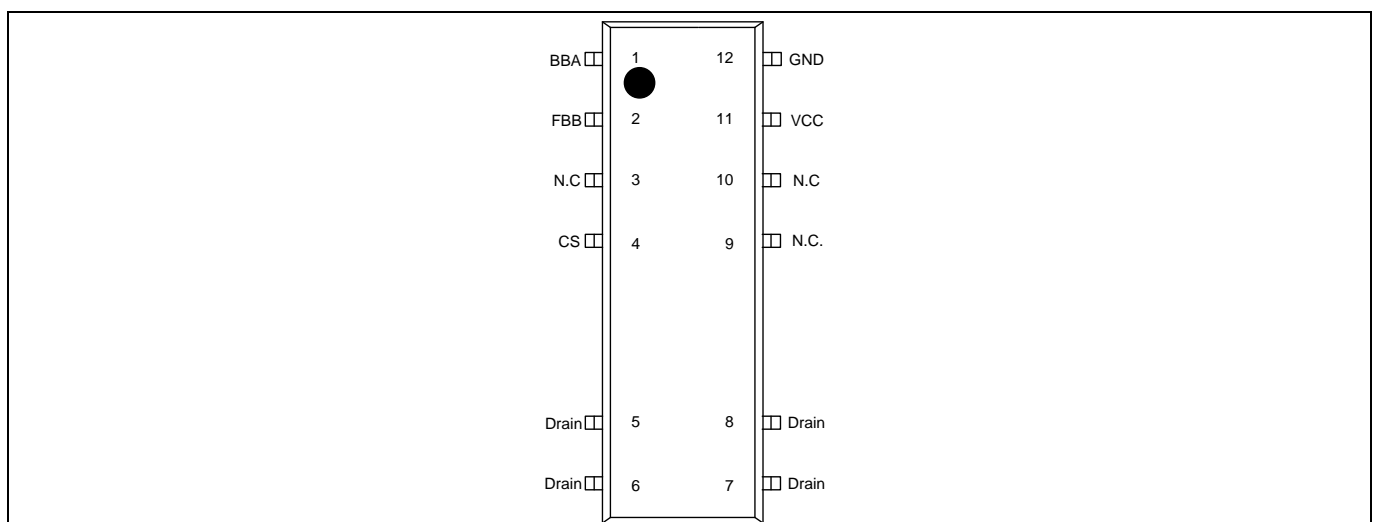 BBA 1 12 GND
FBB 2 11 VCC
N.C 3 10 N.C
CS 4 9 N.C.
Drain 5 8 Drain
Drain 6 7 Drain